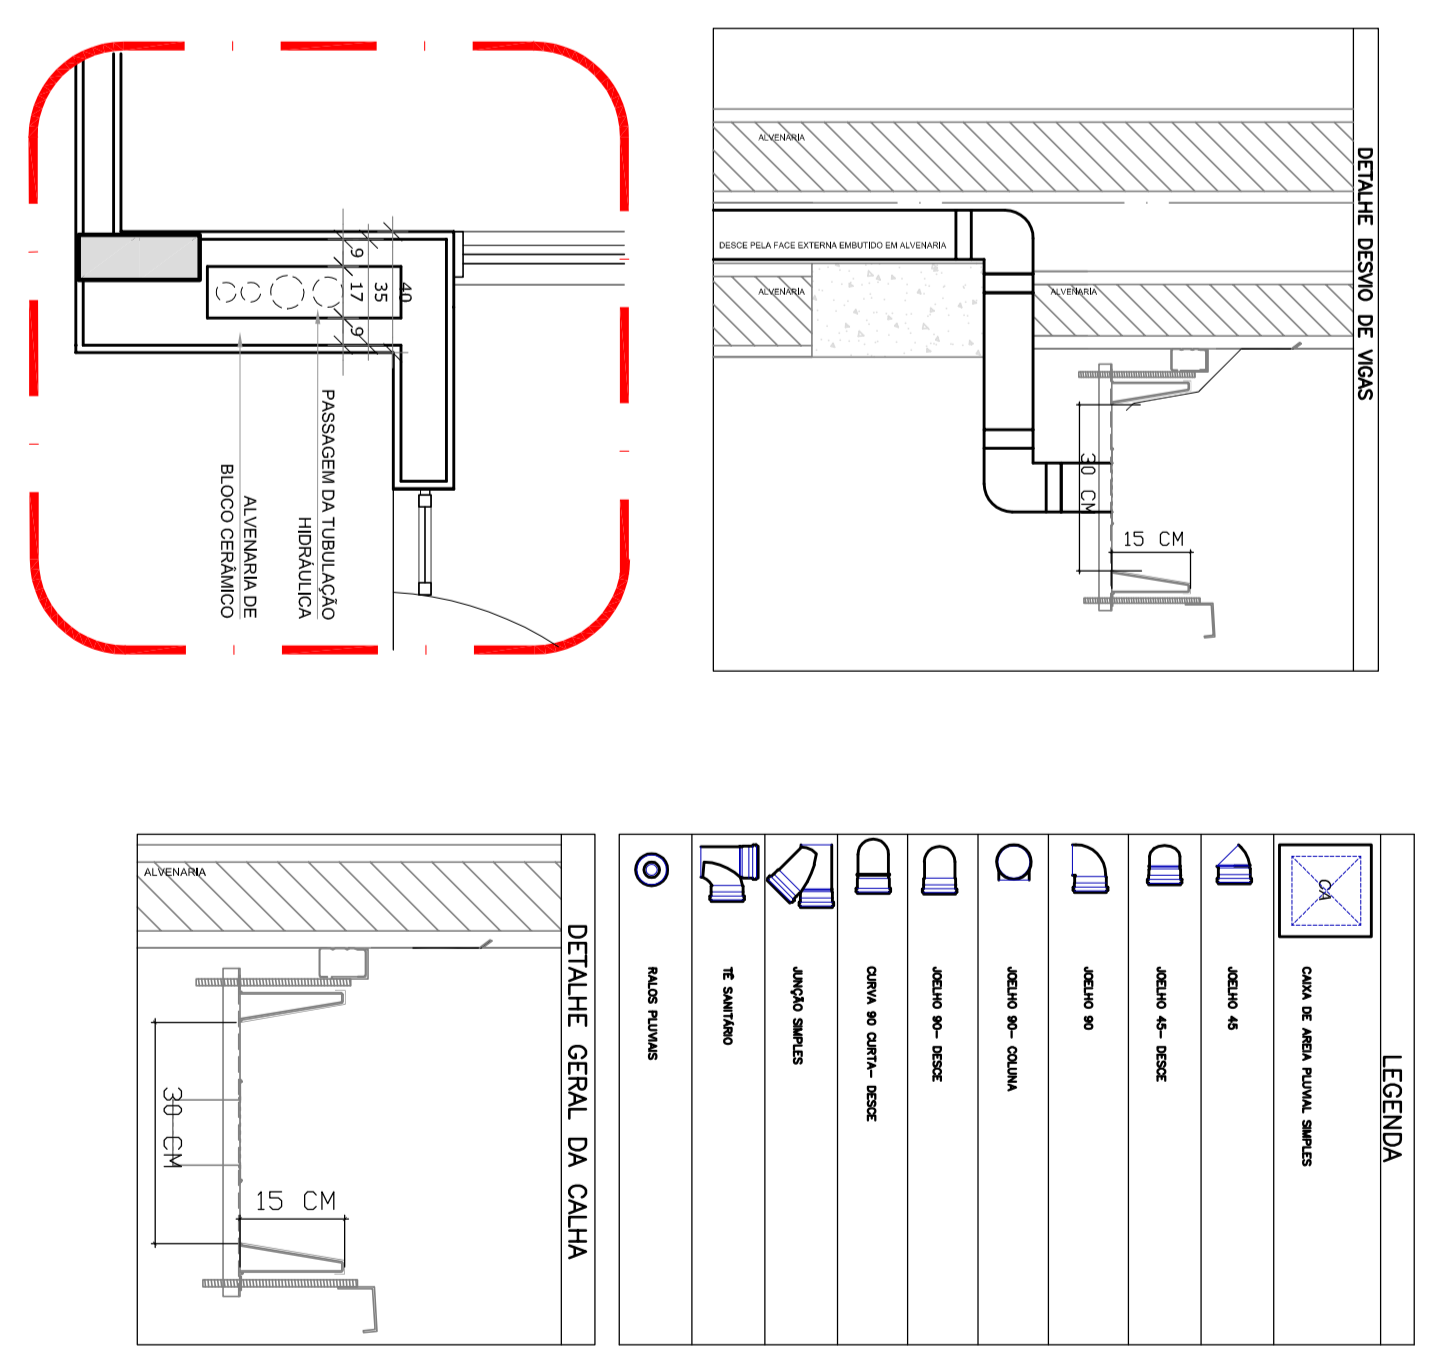 9
17
9
35
40
PASSAGEM DA TUBULAÇÃO
HIDRÁULICA
ALVENARIA DE
BLOCO CERÂMICO
DETALHE DESVIO DE VIGAS
ALVENARIA
DESCE PELA FACE EXTERNA EMBUTIDO EM ALVENARIA
ALVENARIA
ALVENARIA
30 CM
15 CM
DETALHE GERAL DA CALHA
ALVENARIA
30 CM
15 CM
LEGENDA
CA
CAIXA DE AREIA PLUVIAL SIMPLES
JOELHO 45
JOELHO 45- DESCE
JOELHO 90
JOELHO 90- COLUNA
JOELHO 90- DESCE
CURVA 90 CURTA- DESCE
JUNÇÃO SIMPLES
TÊ SANITÁRIO
RALOS PLUVIAIS